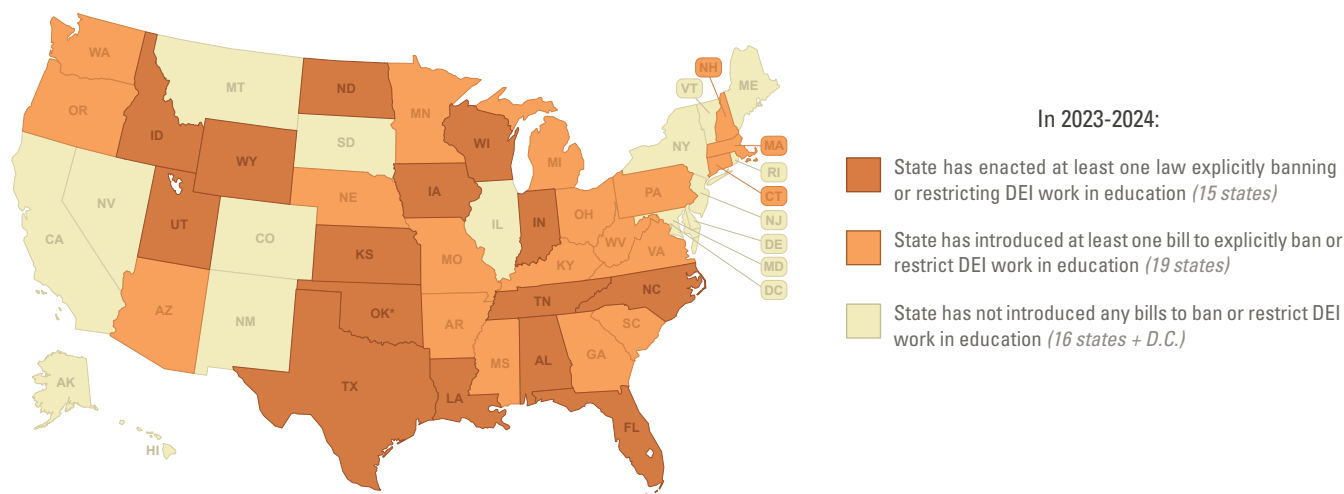 WA
OR
ID
MT
ND
SD
WY
MN
WI
MI
NE
IA
IL
IN
OH
PA
NY
VT
NH
ME
MA
RI
CT
NJ
DE
MD
DC
NV
CA
UT
CO
KS
MO
KY
WV
VA
AZ
NM
OK*
AR
TN
NC
SC
MS
AL
GA
TX
LA
FL
AK
HI
In 2023-2024:
State has enacted at least one law explicitly banning
or restricting DEI work in education (15 states)
State has introduced at least one bill to explicitly ban or
restrict DEI work in education (19 states)
State has not introduced any bills to ban or restrict DEI
work in education (16 states + D.C.)